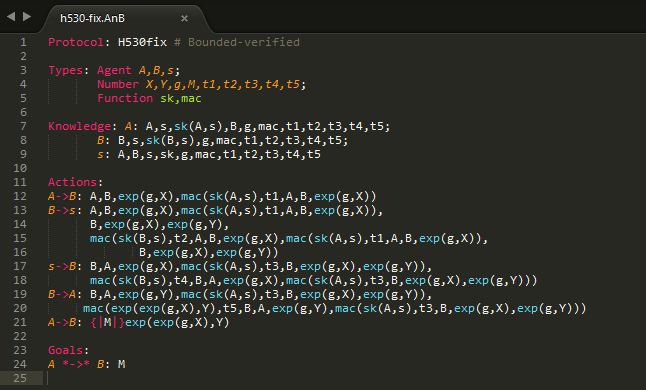 h530-fix.AnB ×
1 Protocol: H530fix # Bounded-verified
2
3 Types: Agent A,B,s;
4 Number X,Y,g,M,t1,t2,t3,t4,t5;
5 Function sk,mac
6
7 Knowledge: A: A,s,sk(A,s),B,g,mac,t1,t2,t3,t4,t5;
8 B: B,s,sk(B,s),g,mac,t1,t2,t3,t4,t5;
9 s: A,B,s,sk,g,mac,t1,t2,t3,t4,t5
10
11 Actions:
12 A->B: A,B,exp(g,X),mac(sk(A,s),t1,A,B,exp(g,X))
13 B->s: A,B,exp(g,X),mac(sk(A,s),t1,A,B,exp(g,X)),
14 B,exp(g,X),exp(g,Y),
15 mac(sk(B,s),t2,A,B,exp(g,X),mac(sk(A,s),t1,A,B,exp(g,X)),
16 B,exp(g,X),exp(g,Y))
17 s->B: B,A,exp(g,X),mac(sk(A,s),t3,B,exp(g,X),exp(g,Y)),
18 mac(sk(B,s),t4,B,A,exp(g,X),mac(sk(A,s),t3,B,exp(g,X),exp(g,Y)))
19 B->A: B,A,exp(g,Y),mac(sk(A,s),t3,B,exp(g,X),exp(g,Y)),
20 mac(exp(exp(g,X),Y),t5,B,A,exp(g,Y),mac(sk(A,s),t3,B,exp(g,X),exp(g,Y)))
21 A->B: {|M|}exp(exp(g,X),Y)
22
23 Goals:
24 A *->* B: M
25